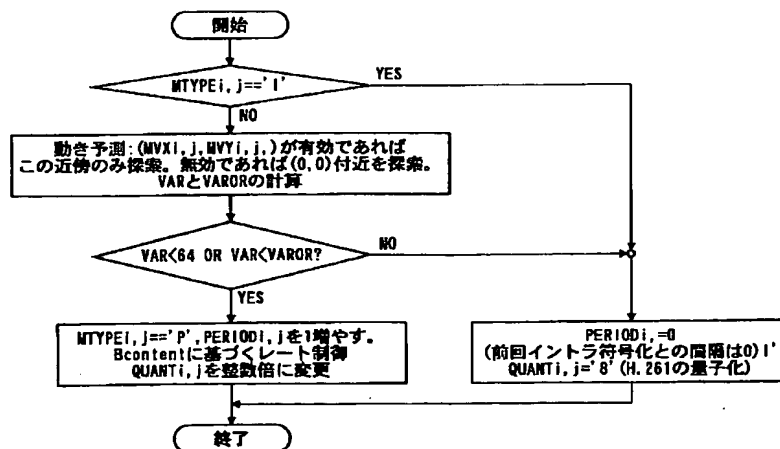 開始
MTYPEi,j=='I'
YES
NO
動き予測:(MVXi,j,MVYi,j,)が有効であれば
この近傍のみ探索。無効であれば(0,0)付近を探索。
VARとVARORの計算
VAR<64 OR VAR<VAROR?
NO
YES
MTYPEi,j=='P',PERIODi,jを1増やす。
Bcontentに基づくレート制御
QUANTi,jを整数倍に変更
PERIODi,=0
(前回イントラ符号化との間隔は0)I'
QUANTi,j='8'(H.261の量子化)
終了